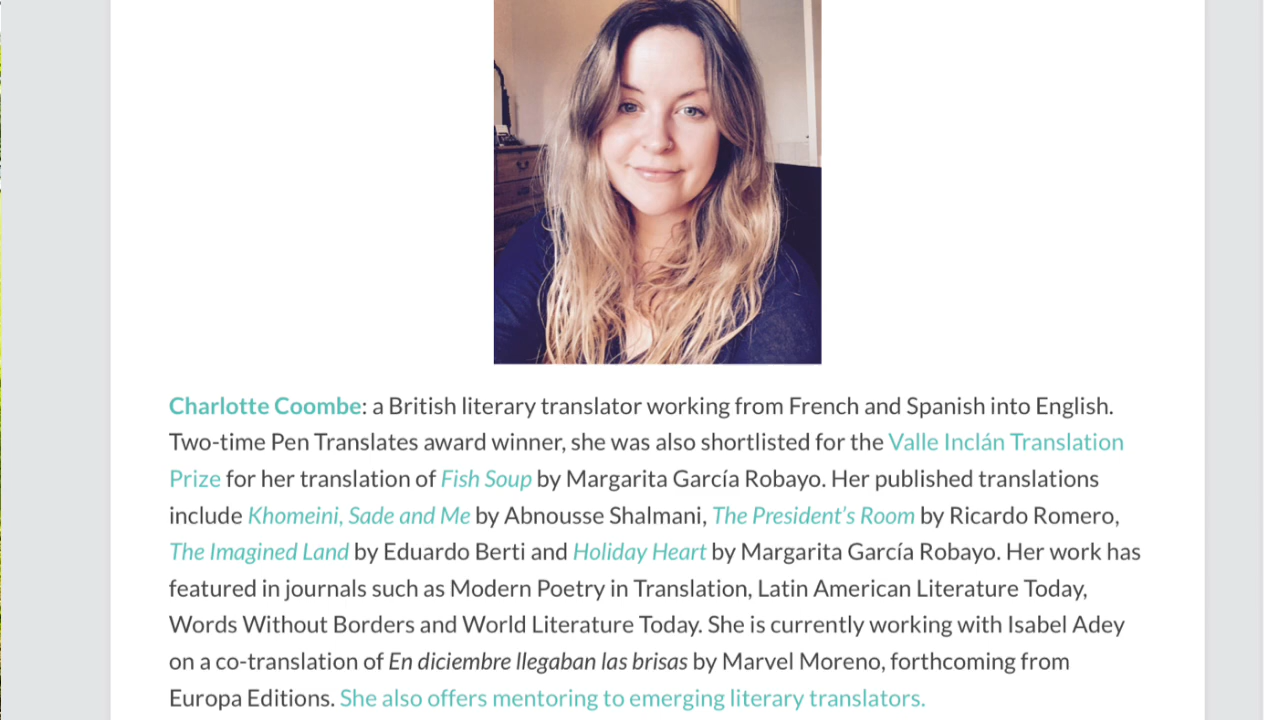 Charlotte Coombe: a British literary translator working from French and Spanish into English.
Two-time Pen Translates award winner, she was also shortlisted for the Valle Inclán Translation
Prize for her translation of Fish Soup by Margarita García Robayo. Her published translations
include Khomeini, Sade and Me by Abnousse Shalmani, The President’s Room by Ricardo Romero,
The Imagined Land by Eduardo Berti and Holiday Heart by Margarita García Robayo. Her work has
featured in journals such as Modern Poetry in Translation, Latin American Literature Today,
Words Without Borders and World Literature Today. She is currently working with Isabel Adey
on a co-translation of En diciembre llegaban las brisas by Marvel Moreno, forthcoming from
Europa Editions. She also offers mentoring to emerging literary translators.